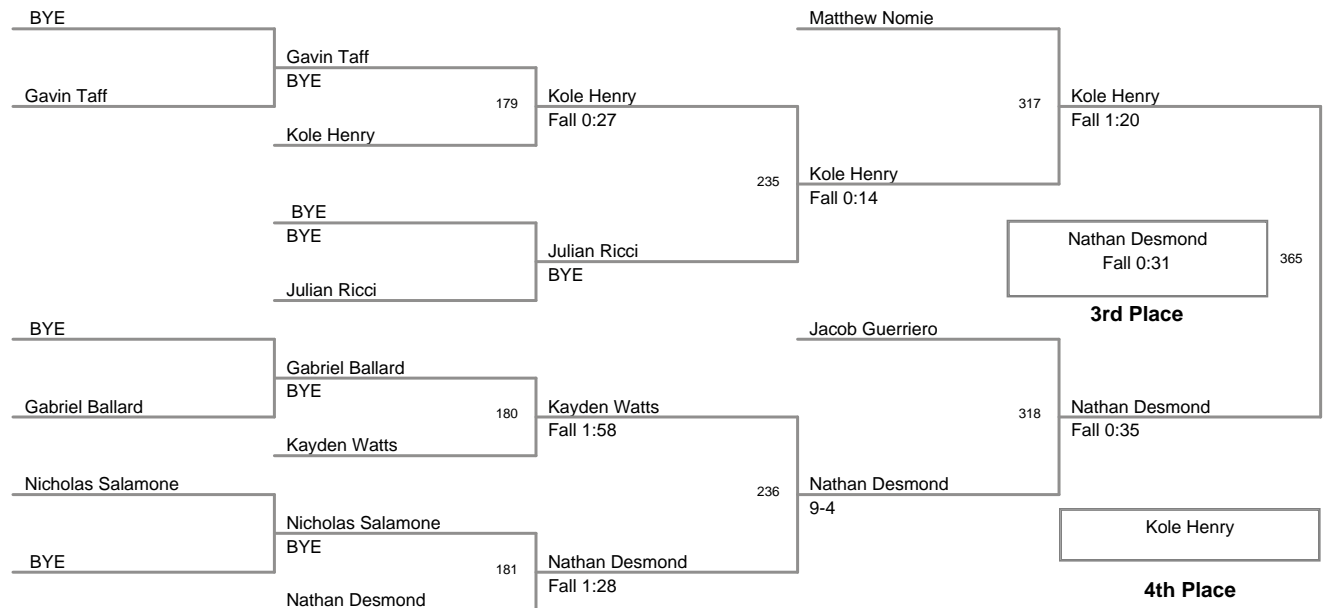 BYE
Matthew Nomie
Gavin Taff
BYE
Gavin Taff
179
Kole Henry
Fall 0:27
317
Kole Henry
Fall 1:20
Kole Henry
235
Kole Henry
Fall 0:14
BYE
BYE
Julian Ricci
BYE
Nathan Desmond
Fall 0:31
365
Julian Ricci
3rd Place
BYE
Jacob Guerriero
Gabriel Ballard
BYE
Gabriel Ballard
180
Kayden Watts
Fall 1:58
318
Nathan Desmond
Fall 0:35
Kayden Watts
Nicholas Salamone
236
Nathan Desmond
9-4
Nicholas Salamone
BYE
Kole Henry
BYE
181
Nathan Desmond
Fall 1:28
4th Place
Nathan Desmond